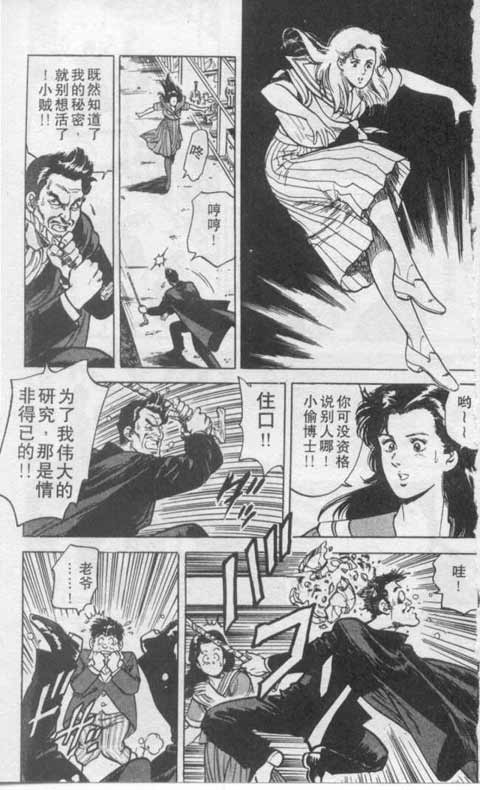 咚
哼哼！
既然知道了
我的秘密，
就别想活了
！小贼!!
哟
～
～
你可没资格
说别人哪！
小偷博士!!
住口!!
为了我伟大的
研究，那是情
非得已的!!
哇！
老爷
……！